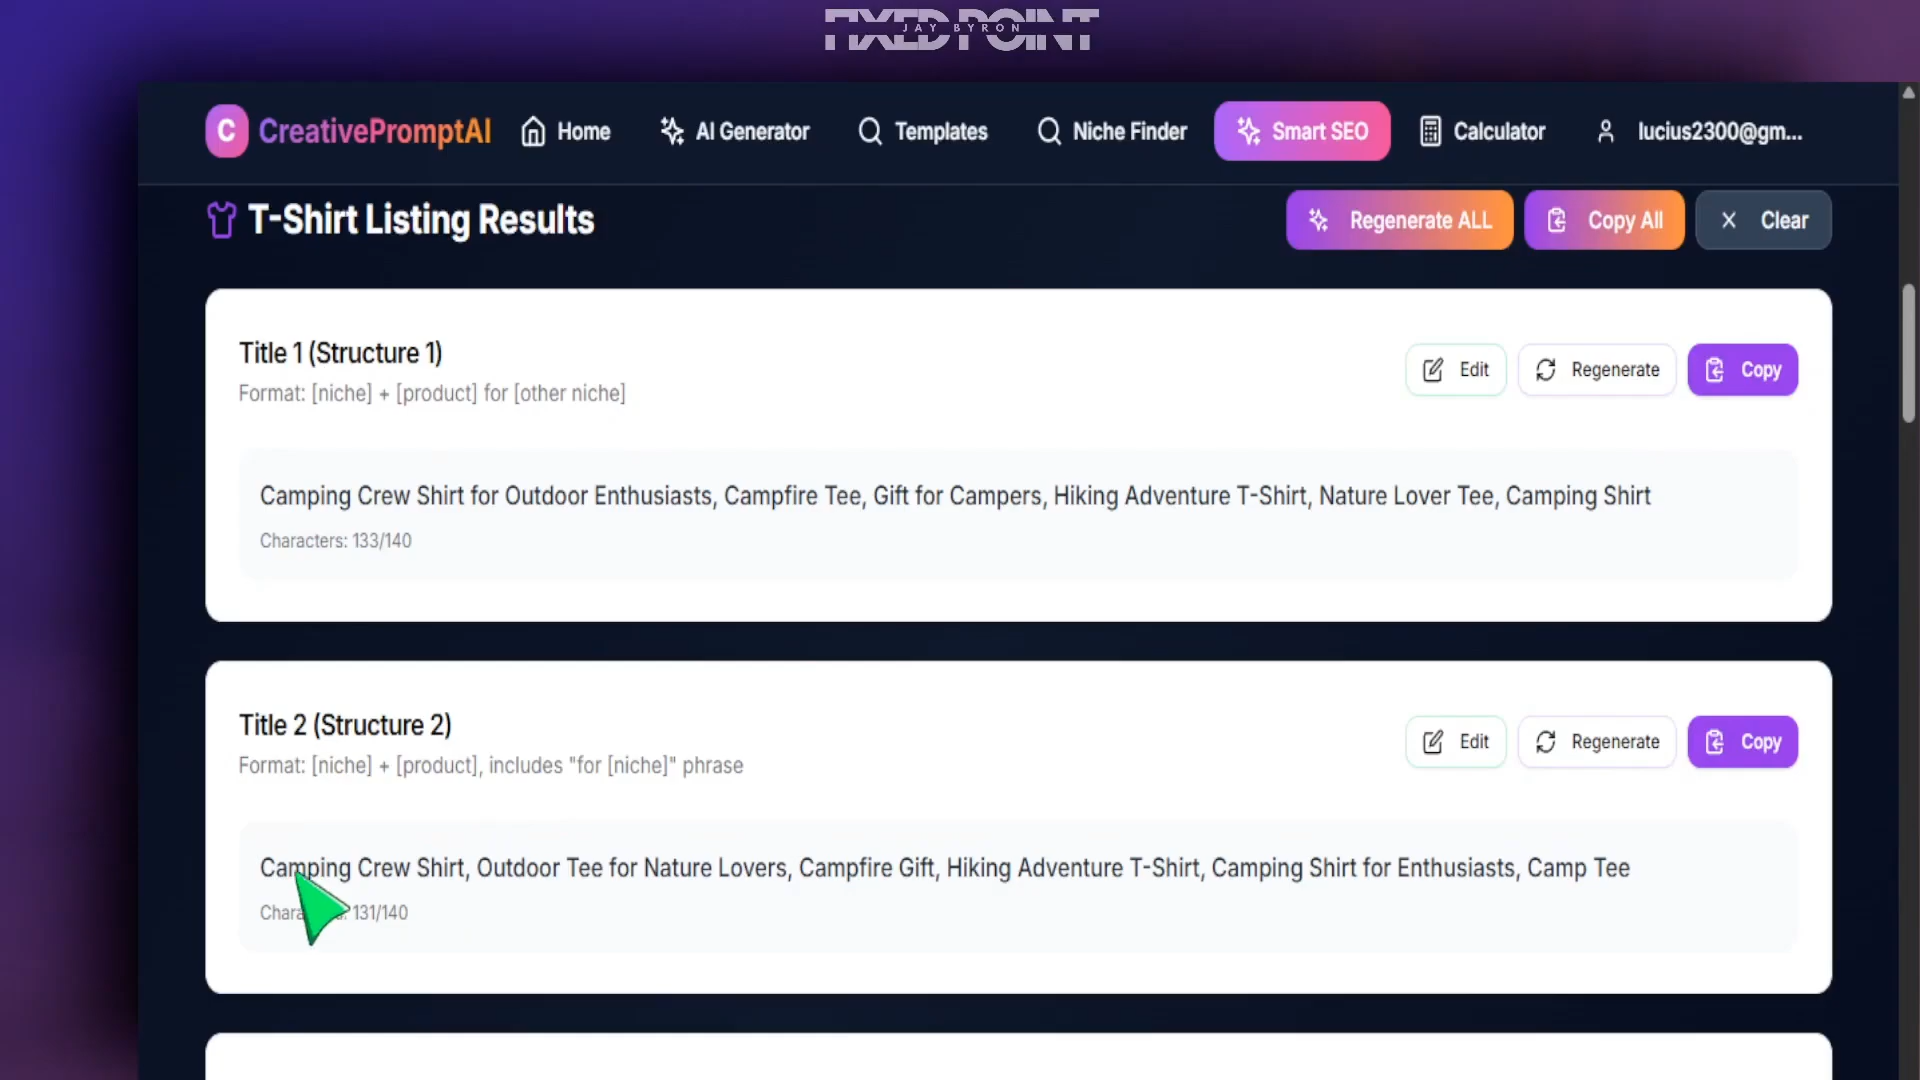 FIXED POINT
JAY BYRON
C CreativePromptAI Home AI Generator Templates Niche Finder Smart SEO Calculator lucius2300@gm...
T-Shirt Listing Results Regenerate ALL Copy All Clear
Title 1 (Structure 1)
Format: [niche] + [product] for [other niche]
Edit Regenerate Copy
Camping Crew Shirt for Outdoor Enthusiasts, Campfire Tee, Gift for Campers, Hiking Adventure T-Shirt, Nature Lover Tee, Camping Shirt
Characters: 133/140
Title 2 (Structure 2)
Format: [niche] + [product], includes "for [niche]" phrase
Edit Regenerate Copy
Camping Crew Shirt, Outdoor Tee for Nature Lovers, Campfire Gift, Hiking Adventure T-Shirt, Camping Shirt for Enthusiasts, Camp Tee
131/140